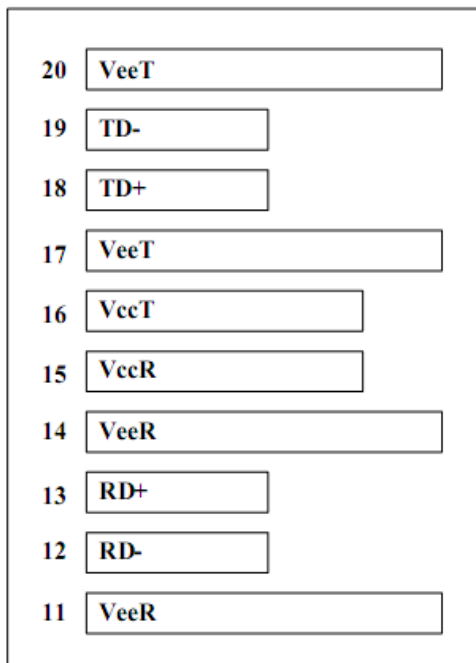 20 VeeT
19 TD-
18 TD+
17 VeeT
16 VccT
15 VccR
14 VeeR
13 RD+
12 RD-
11 VeeR